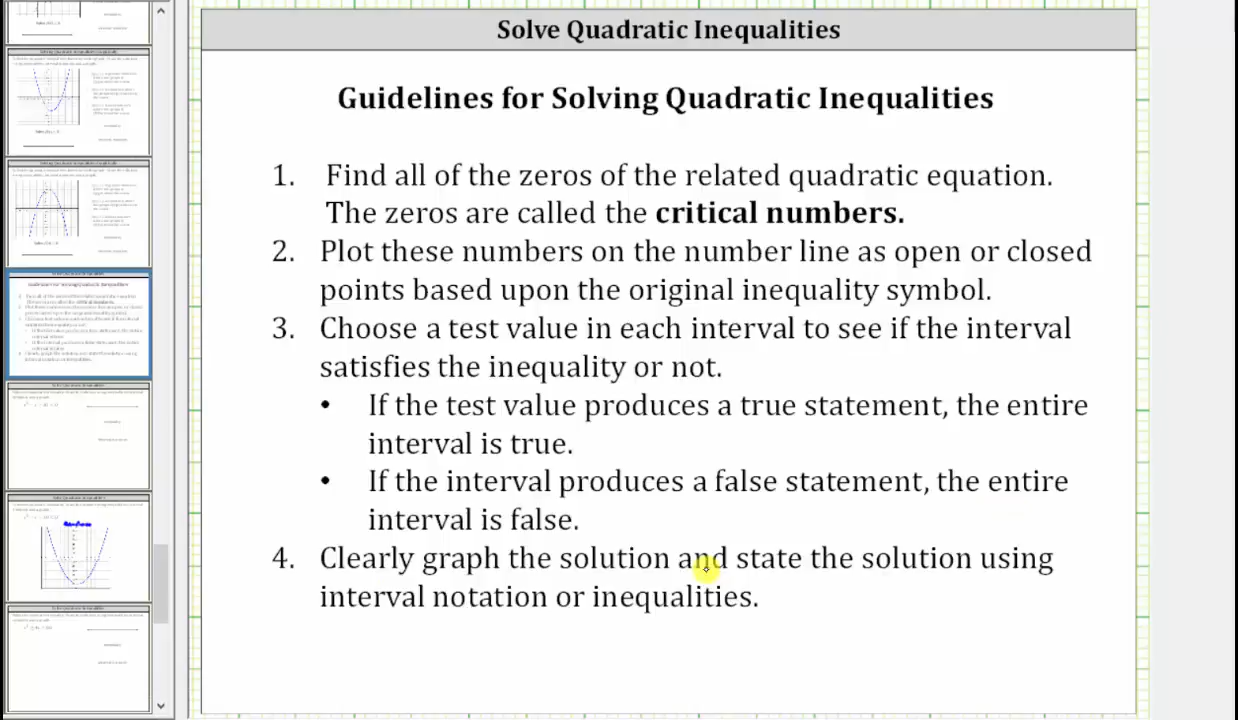 Solve Quadratic Inequalities
Guidelines for Solving Quadratic Inequalities
1. Find all of the zeros of the related quadratic equation.
The zeros are called the critical numbers.
2. Plot these numbers on the number line as open or closed
points based upon the original inequality symbol.
3. Choose a test value in each interval to see if the interval
satisfies the inequality or not.
• If the test value produces a true statement, the entire
interval is true.
• If the interval produces a false statement, the entire
interval is false.
4. Clearly graph the solution and state the solution using
interval notation or inequalities.